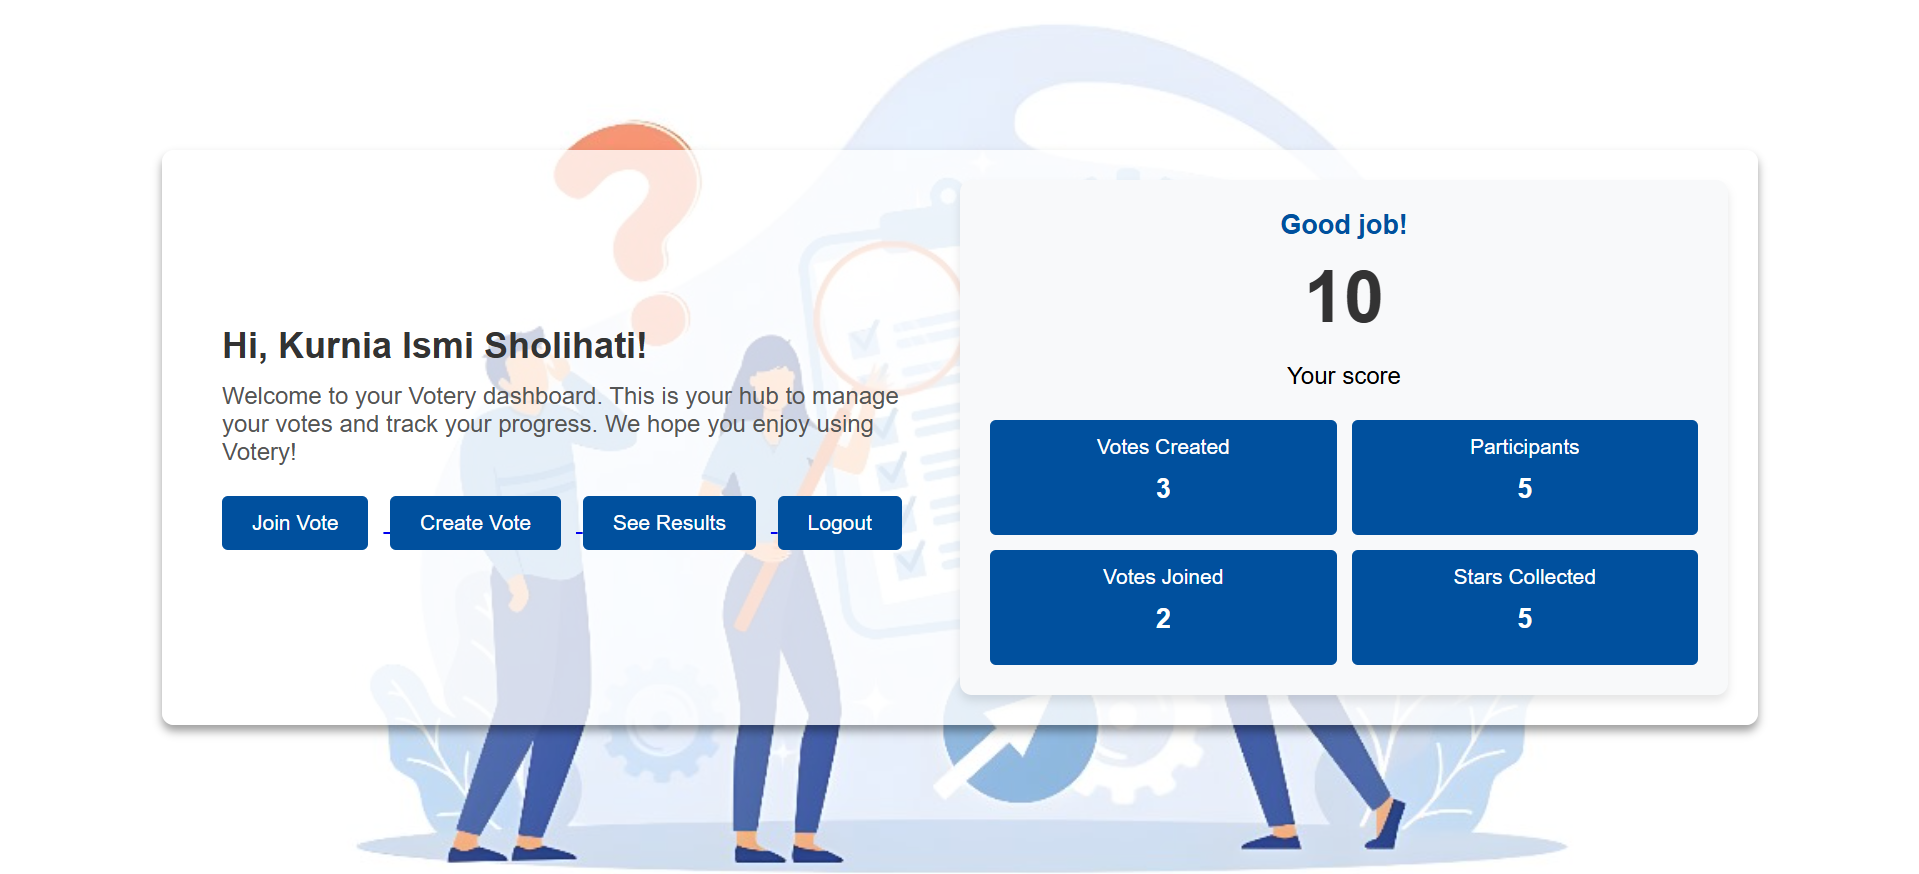 Hi, Kurnia Ismi Sholihati!
Welcome to your Votery dashboard. This is your hub to manage
your votes and track your progress. We hope you enjoy using
Votery!
Join Vote
Create Vote
See Results
Logout
Good job!
10
Your score
Votes Created
3
Participants
5
Votes Joined
2
Stars Collected
5